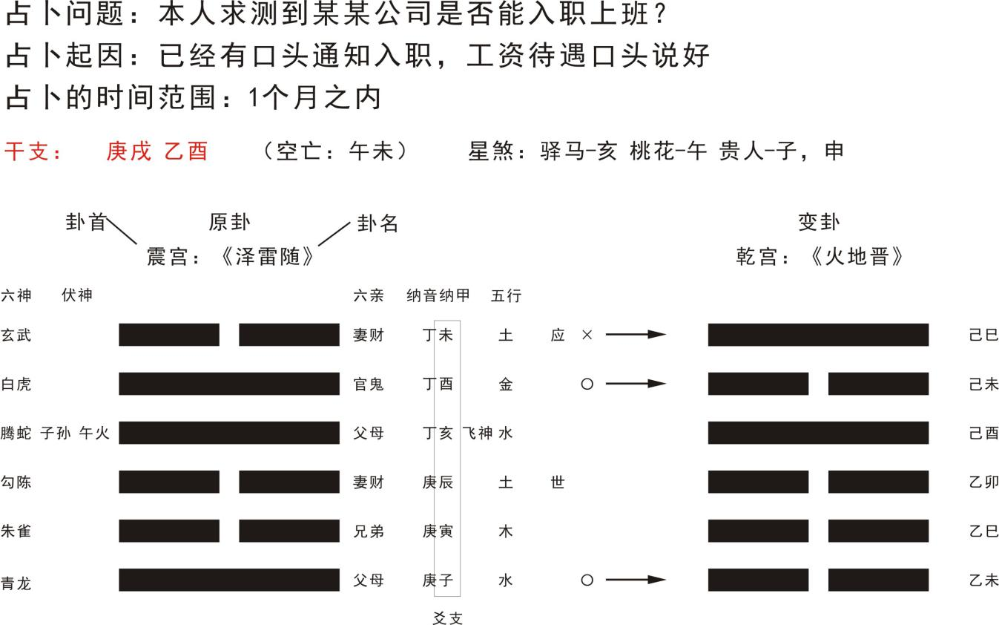 占卜问题：本人求测到某某公司是否能入职上班？
占卜起因：已经有口头通知入职，工资待遇口头说好
占卜的时间范围：1个月之内
干支： 庚戌 乙酉 （空亡：午未） 星煞：驿马-亥 桃花-午 贵人-子，申
卦首 原卦 卦名 变卦
震宫：《泽雷随》 乾宫：《火地晋》
六神 伏神 六亲 纳音纳甲 五行
玄武 妻财 丁未 土 应 × 己巳
白虎 官鬼 丁酉 金 ○ 己未
腾蛇 子孙 午火 父母 丁亥 飞神 水 己酉
勾陈 妻财 庚辰 土 世 乙卯
朱雀 兄弟 庚寅 木 乙巳
青龙 父母 庚子 水 ○ 乙未
爻支